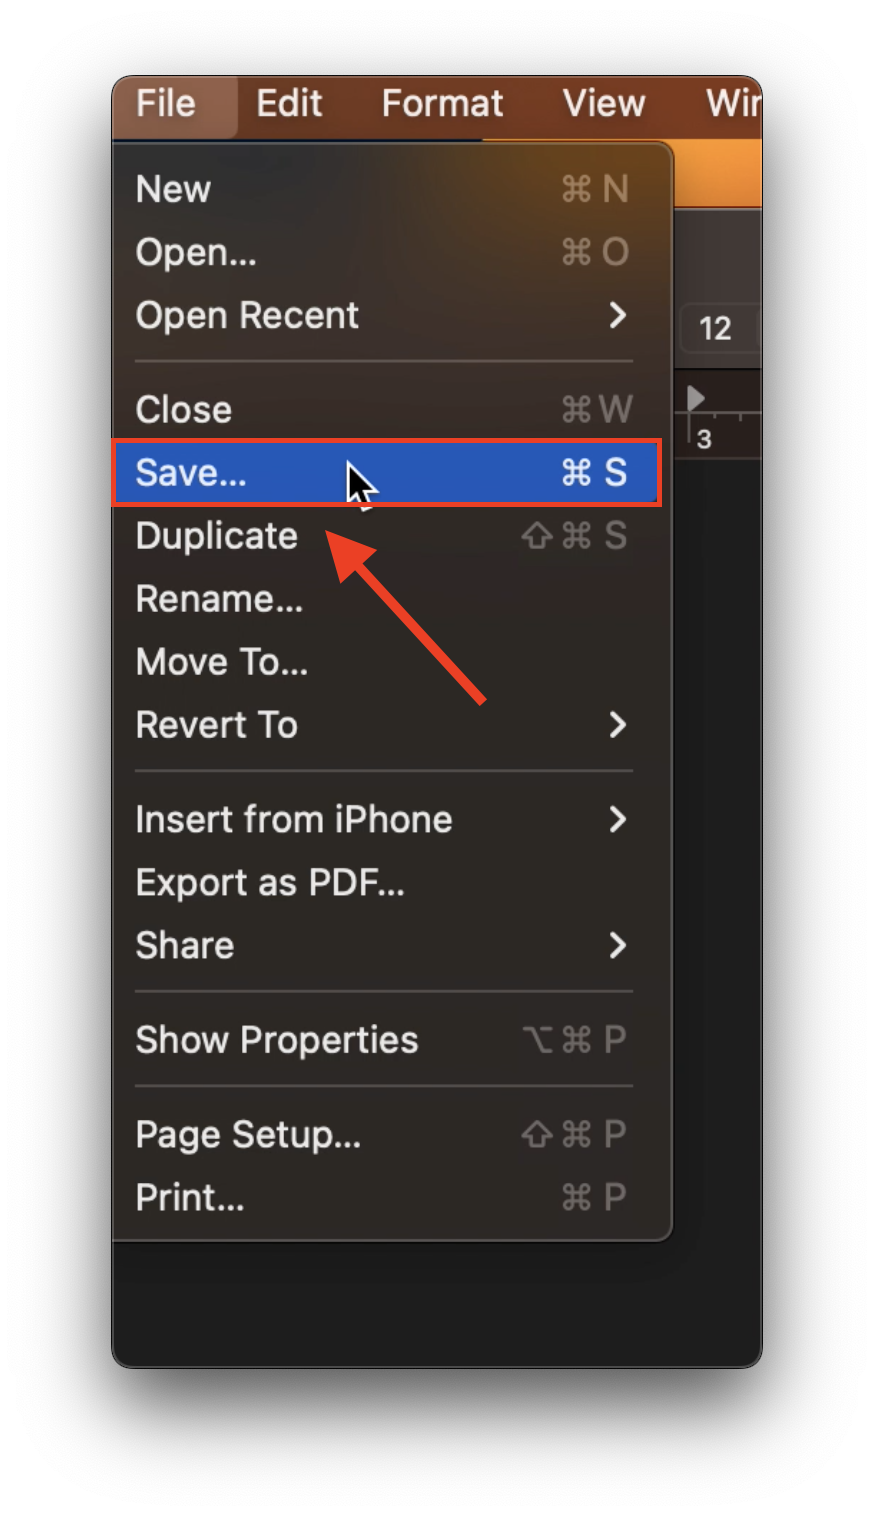 File Edit Format View Wir
New ⌘ N
Open... ⌘ O
Open Recent >
12
Close ⌘ W
3
Save... ⌘ S
Duplicate ⇧ ⌘ S
Rename...
Move To...
Revert To >
Insert from iPhone >
Export as PDF...
Share >
Show Properties ⌥ ⌘ P
Page Setup... ⇧ ⌘ P
Print... ⌘ P